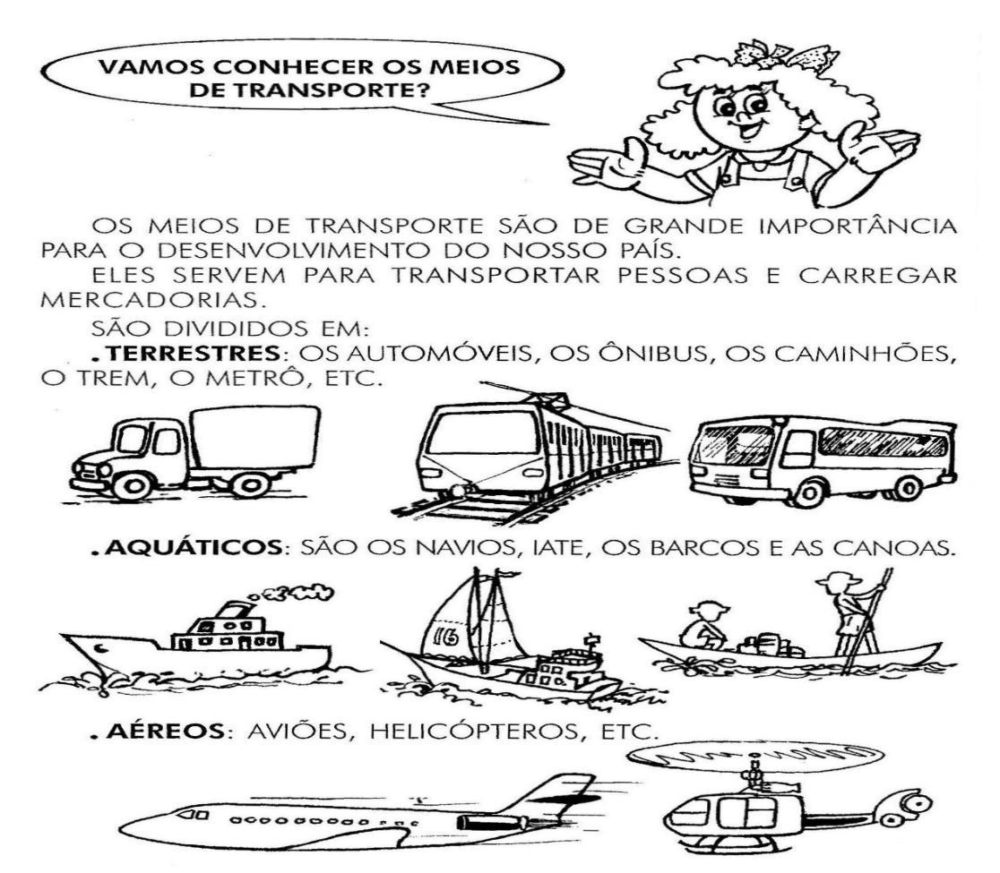 VAMOS CONHECER OS MEIOS
DE TRANSPORTE?
OS MEIOS DE TRANSPORTE SÃO DE GRANDE IMPORTÂNCIA
PARA O DESENVOLVIMENTO DO NOSSO PAÍS.
ELES SERVEM PARA TRANSPORTAR PESSOAS E CARREGAR
MERCADORIAS.
SÃO DIVIDIDOS EM:
. TERRESTRES: OS AUTOMÓVEIS, OS ÔNIBUS, OS CAMINHÕES,
O TREM, O METRÔ, ETC.
. AQUÁTICOS: SÃO OS NAVIOS, IATE, OS BARCOS E AS CANOAS.
16
. AÉREOS: AVIÕES, HELICÓPTEROS, ETC.